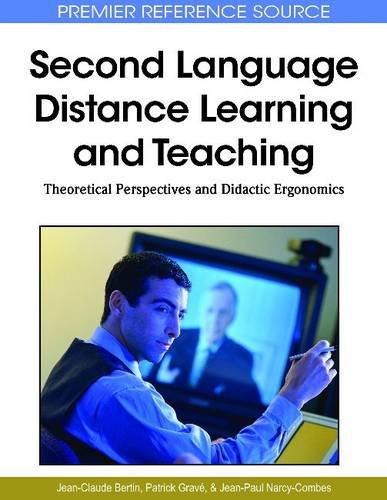 PREMIER REFERENCE SOURCE
Second Language
Distance Learning
and Teaching
Theoretical Perspectives and Didactic Ergonomics
Jean-Claude Bertin, Patrick Gravé, & Jean-Paul Narcy-Combes